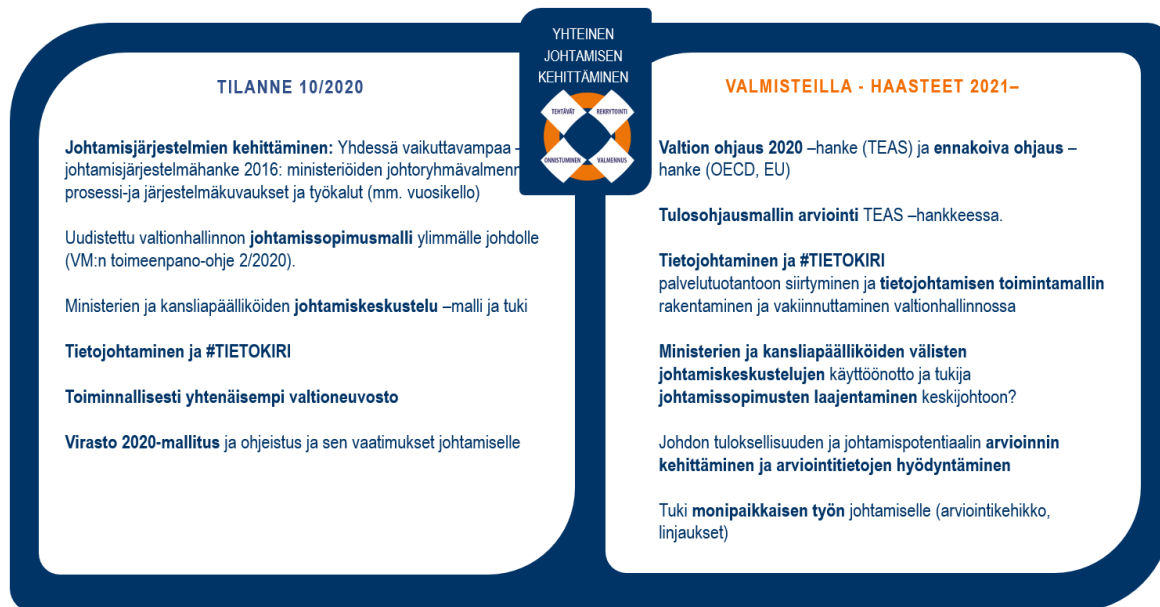 YHTEINEN
JOHTAMISEN
KEHITTÄMINEN
TEHTÄVÄT
REKRYTOINTI
ONNISTUMINEN
VALMENNUS
TILANNE 10/2020
Johtamisjärjestelmien kehittäminen: Yhdessä vaikuttavampaa -
johtamisjärjestelmähanke 2016: ministeriöiden johtoryhmävalmenn
prosessi-ja järjestelmäkuvaukset ja työkalut (mm. vuosikello)
Uudistettu valtionhallinnon johtamissopimusmalli ylimmälle johdolle
(VM:n toimeenpano-ohje 2/2020).
Ministerien ja kansliapäälliköiden johtamiskeskustelu –malli ja tuki
Tietojohtaminen ja #TIETOKIRI
Toiminnallisesti yhtenäisempi valtioneuvosto
Virasto 2020-mallitus ja ohjeistus ja sen vaatimukset johtamiselle
VALMISTEILLA - HAASTEET 2021–
Valtion ohjaus 2020 –hanke (TEAS) ja ennakoiva ohjaus –
hanke (OECD, EU)
Tulosohjausmallin arviointi TEAS –hankkeessa.
Tietojohtaminen ja #TIETOKIRI
palvelutuotantoon siirtyminen ja tietojohtamisen toimintamallin
rakentaminen ja vakiinnuttaminen valtionhallinnossa
Ministerien ja kansliapäälliköiden välisten
johtamiskeskustelujen käyttöönotto ja tukija
johtamissopimusten laajentaminen keskijohtoon?
Johdon tuloksellisuuden ja johtamispotentiaalin arvioinnin
kehittäminen ja arviointitietojen hyödyntäminen
Tuki monipaikkaisen työn johtamiselle (arviointikehikko,
linjaukset)